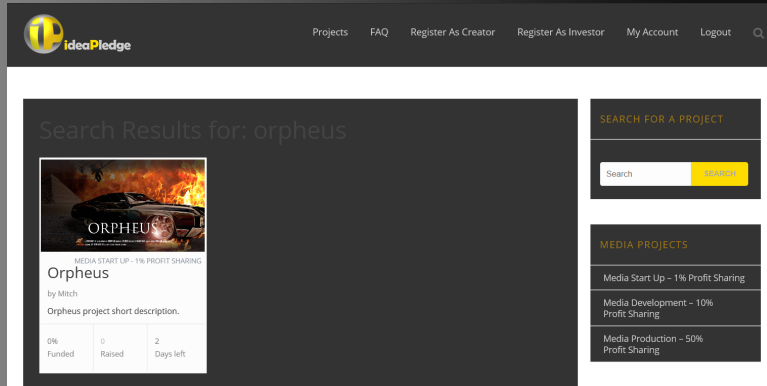 iP ideaPledge
Projects FAQ Register As Creator Register As Investor My Account Logout
Search Results for: orpheus
ORPHEUS
MEDIA START UP - 1% PROFIT SHARING
Orpheus
by Mitch
Orpheus project short description.
0% 0 2
Funded Raised Days left
SEARCH FOR A PROJECT
Search SEARCH
MEDIA PROJECTS
Media Start Up – 1% Profit Sharing
Media Development – 10%
Profit Sharing
Media Production – 50%
Profit Sharing